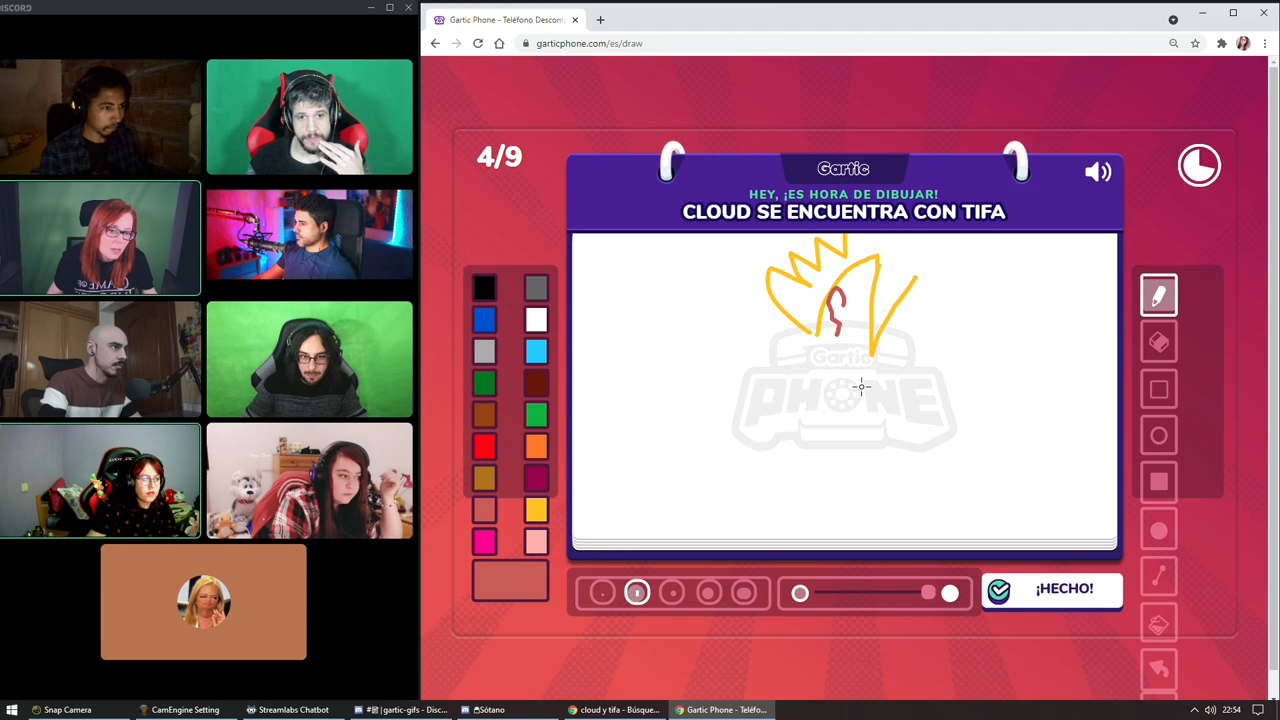 DISCORD
Gartic Phone - Teléfono Descom
garticphone.com/es/draw
4/9
Gartic
HEY, ¡ES HORA DE DIBUJAR!
CLOUD SE ENCUENTRA CON TIFA
Gartic
PHONE
¡HECHO!
Snap Camera
CamEngine Setting
Streamlabs Chatbot
gartic-gifs - Disc...
Sótano
cloud y tifa - Búsque...
Gartic Phone - Teléfo...
22:54